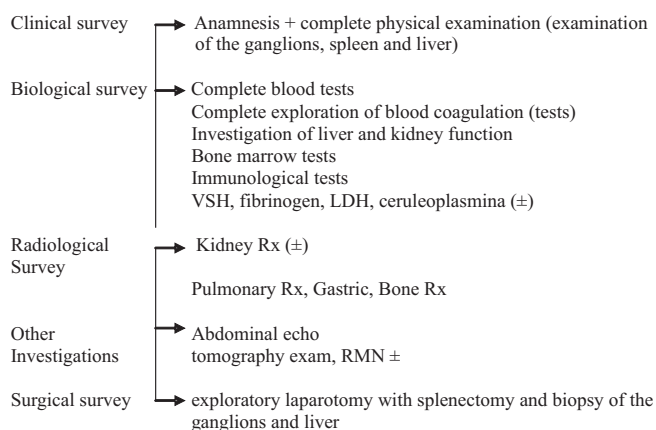 Clinical survey
Anamnesis + complete physical examination (examination
of the ganglions, spleen and liver)
Biological survey
Complete blood tests
Complete exploration of blood coagulation (tests)
Investigation of liver and kidney function
Bone marrow tests
Immunological tests
VSH, fibrinogen, LDH, ceruleoplasmina (±)
Radiological
Survey
Kidney Rx (±)
Pulmonary Rx, Gastric, Bone Rx
Other
Investigations
Abdominal echo
tomography exam, RMN ±
Surgical survey
exploratory laparotomy with splenectomy and biopsy of the
ganglions and liver